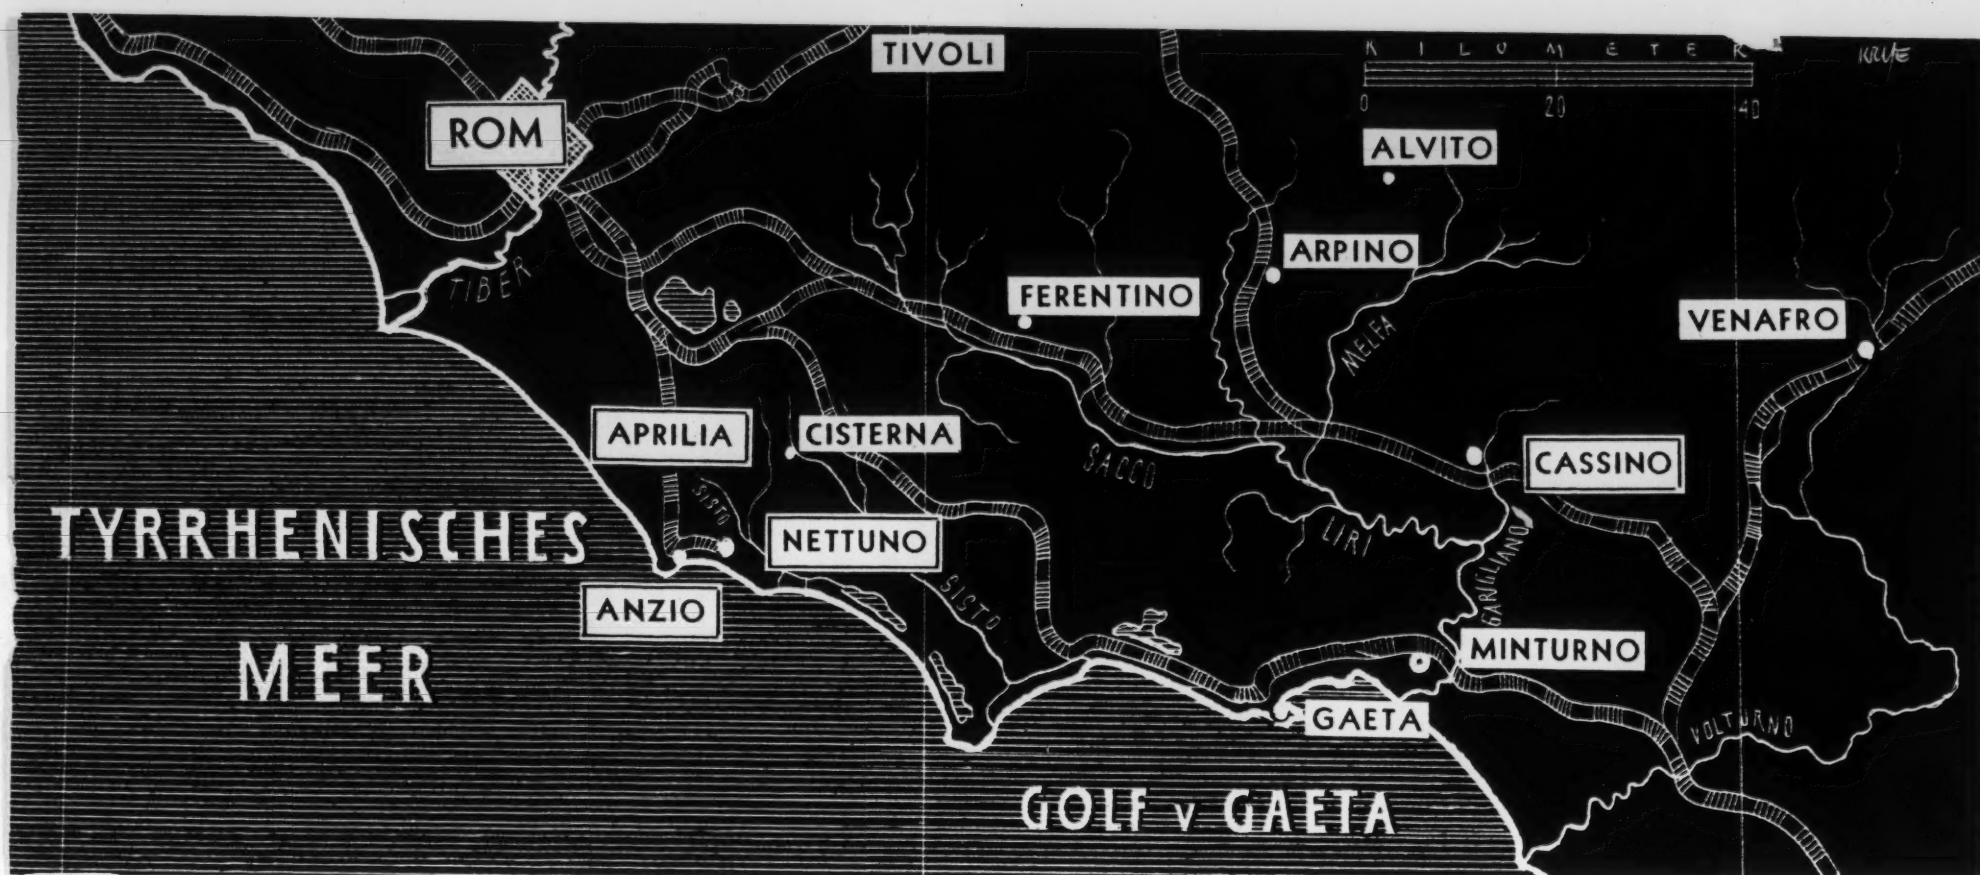 TIVOLI
KILOMETER
0 20 40
ROM
ALVITO
ARPINO
TIBER
FERENTINO
VENAFRO
MELFA
APRILIA
CISTERNA
SACCO
CASSINO
SISTO
TYRRHENISCHES
MEER
NETTUNO
LIRI
GARIGLIANO
ANZIO
SISTO
MINTURNO
GAETA
VOLTURNO
GOLF v GAETA